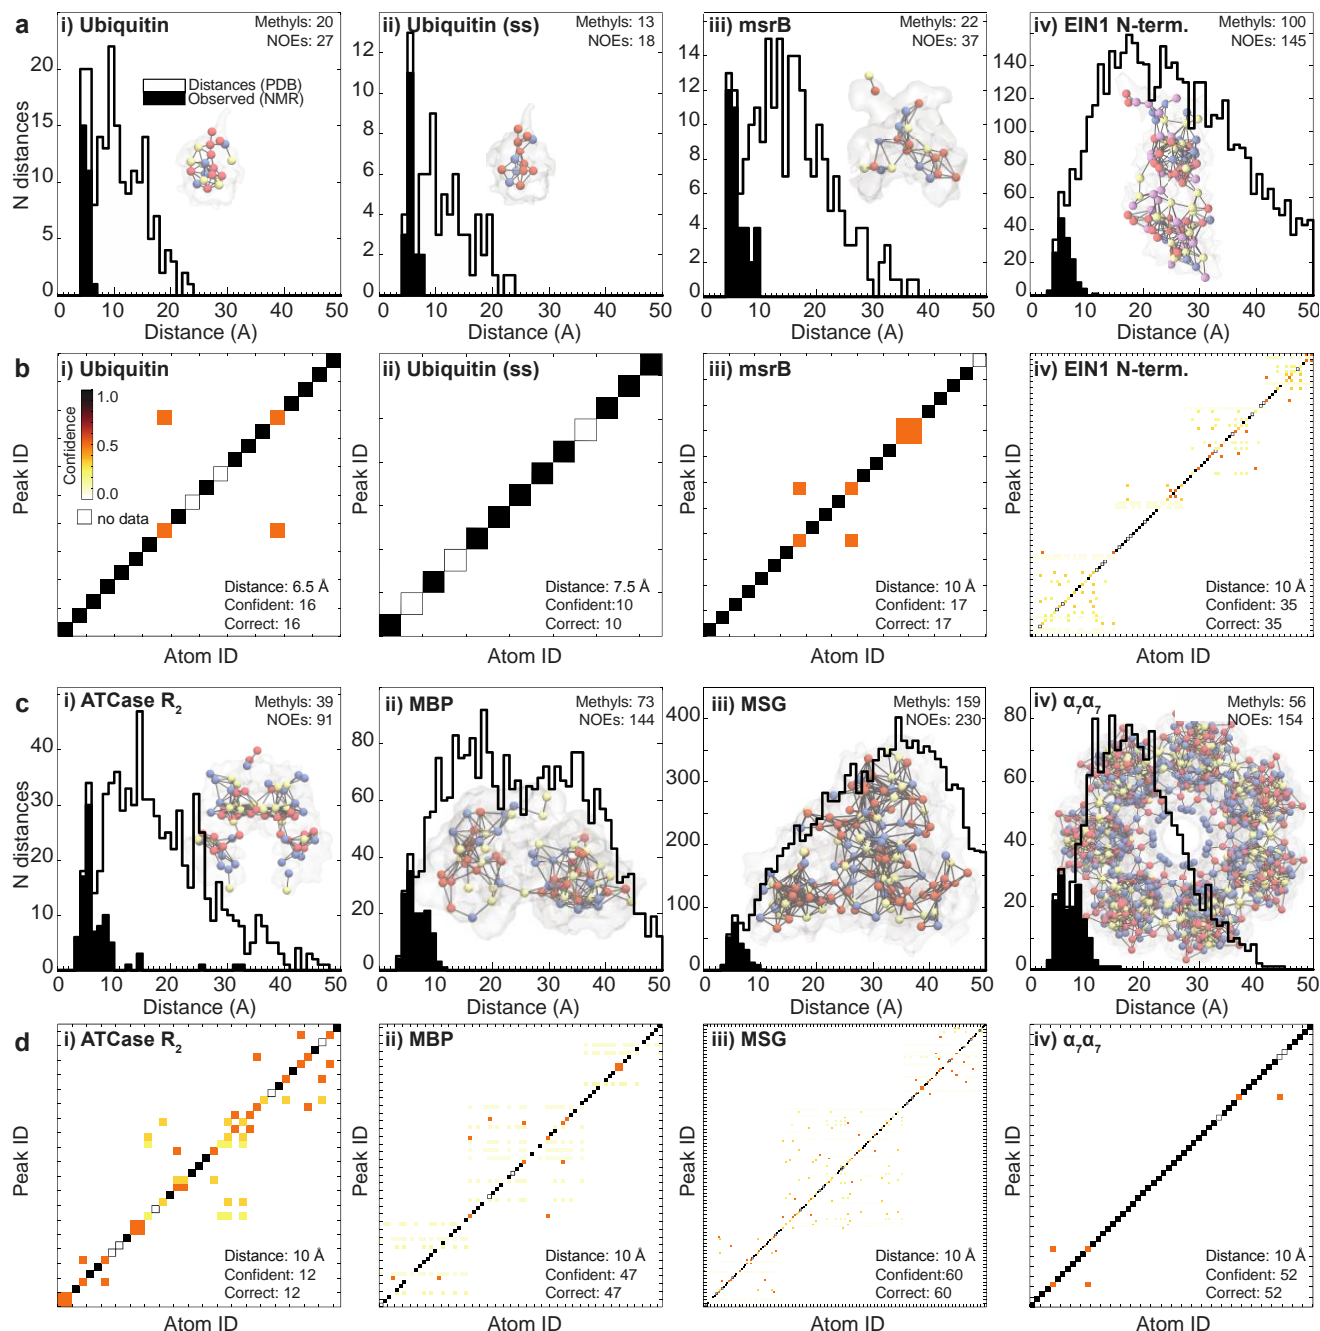 a
i) Ubiquitin
Methyls: 20
NOEs: 27
Distances (PDB)
Observed (NMR)
N distances
20
15
10
5
0
0 10 20 30 40 50
Distance (A)
ii) Ubiquitin (ss)
Methyls: 13
NOEs: 18
12
10
8
6
4
2
0
0 10 20 30 40 50
Distance (A)
iii) msrB
Methyls: 22
NOEs: 37
14
12
10
8
6
4
2
0
0 10 20 30 40 50
Distance (A)
iv) EIN1 N-term.
Methyls: 100
NOEs: 145
140
120
100
80
60
40
20
0
0 10 20 30 40 50
Distance (A)
b
i) Ubiquitin
Confidence
1.0
0.5
0.0
no data
Peak ID
Distance: 6.5 Å
Confident: 16
Correct: 16
Atom ID
ii) Ubiquitin (ss)
Peak ID
Distance: 7.5 Å
Confident:10
Correct: 10
Atom ID
iii) msrB
Peak ID
Distance: 10 Å
Confident: 17
Correct: 17
Atom ID
iv) EIN1 N-term.
Peak ID
Distance: 10 Å
Confident: 35
Correct: 35
Atom ID
c
i) ATCase R2
Methyls: 39
NOEs: 91
N distances
40
30
20
10
0
0 10 20 30 40 50
Distance (A)
ii) MBP
Methyls: 73
NOEs: 144
80
60
40
20
0
0 10 20 30 40 50
Distance (A)
iii) MSG
Methyls: 159
NOEs: 230
400
350
300
250
200
150
100
50
0
0 10 20 30 40 50
Distance (A)
iv) α7α7
Methyls: 56
NOEs: 154
80
60
40
20
0
0 10 20 30 40 50
Distance (A)
d
i) ATCase R2
Peak ID
Distance: 10 Å
Confident: 12
Correct: 12
Atom ID
ii) MBP
Peak ID
Distance: 10 Å
Confident: 47
Correct: 47
Atom ID
iii) MSG
Peak ID
Distance: 10 Å
Confident:60
Correct: 60
Atom ID
iv) α7α7
Peak ID
Distance: 10 Å
Confident: 52
Correct: 52
Atom ID